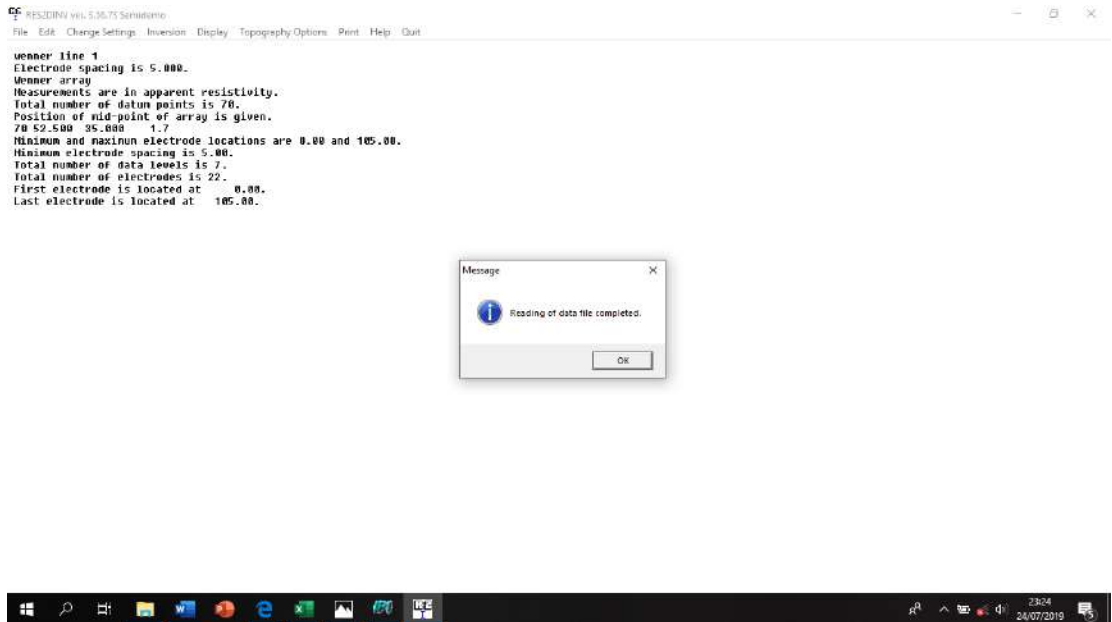 RES2DINV ver. 3.56.75 Semidemo
File Edit Change Settings Inversion Display Topography Options Print Help Quit
wenner line 1
Electrode spacing is 5.000.
Wenner array
Measurements are in apparent resistivity.
Total number of datum points is 70.
Position of mid-point of array is given.
70 52.500 35.000 1.7
Minimum and maximum electrode locations are 0.00 and 105.00.
Minimum electrode spacing is 5.00.
Total number of data levels is 7.
Total number of electrodes is 22.
First electrode is located at 0.00.
Last electrode is located at 105.00.
Message
Reading of data file completed.
OK
23:24
24/07/2019